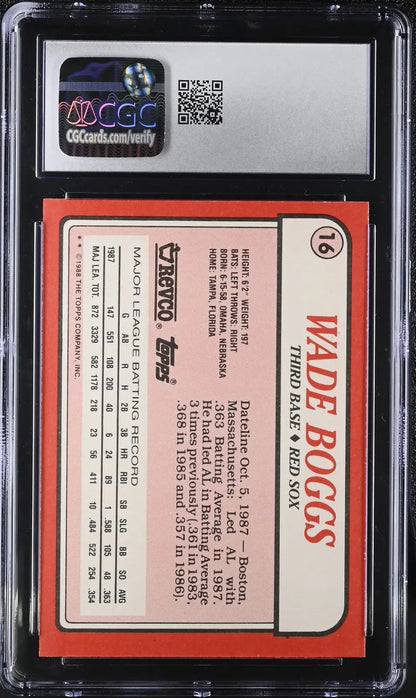 CGC
CGCcards.com/verify
16
WADE BOGGS
THIRD BASE ♦ RED SOX
HEIGHT: 6'2" WEIGHT: 197
BATS: LEFT THROWS: RIGHT
BORN: 6-15-58, OMAHA, NEBRASKA
HOME: TAMPA, FLORIDA
Revco® topps®
Dateline Oct. 5, 1987 — Boston,
Massachusetts: Led AL with
.363 Batting Average in 1987.
He had led AL in Batting Average
3 times previously (.361 in 1983,
.368 in 1985 and .357 in 1986).
MAJOR LEAGUE BATTING RECORD
G AB R H 2B 3B HR RBI SB SLG BB SO AVG
1987 147 551 108 200 40 6 24 89 1 .588 105 48 .363
MAJ LEA. TOT. 872 3329 582 1178 218 23 56 411 10 .484 522 254 .354
** ©1988 THE TOPPS COMPANY, INC.